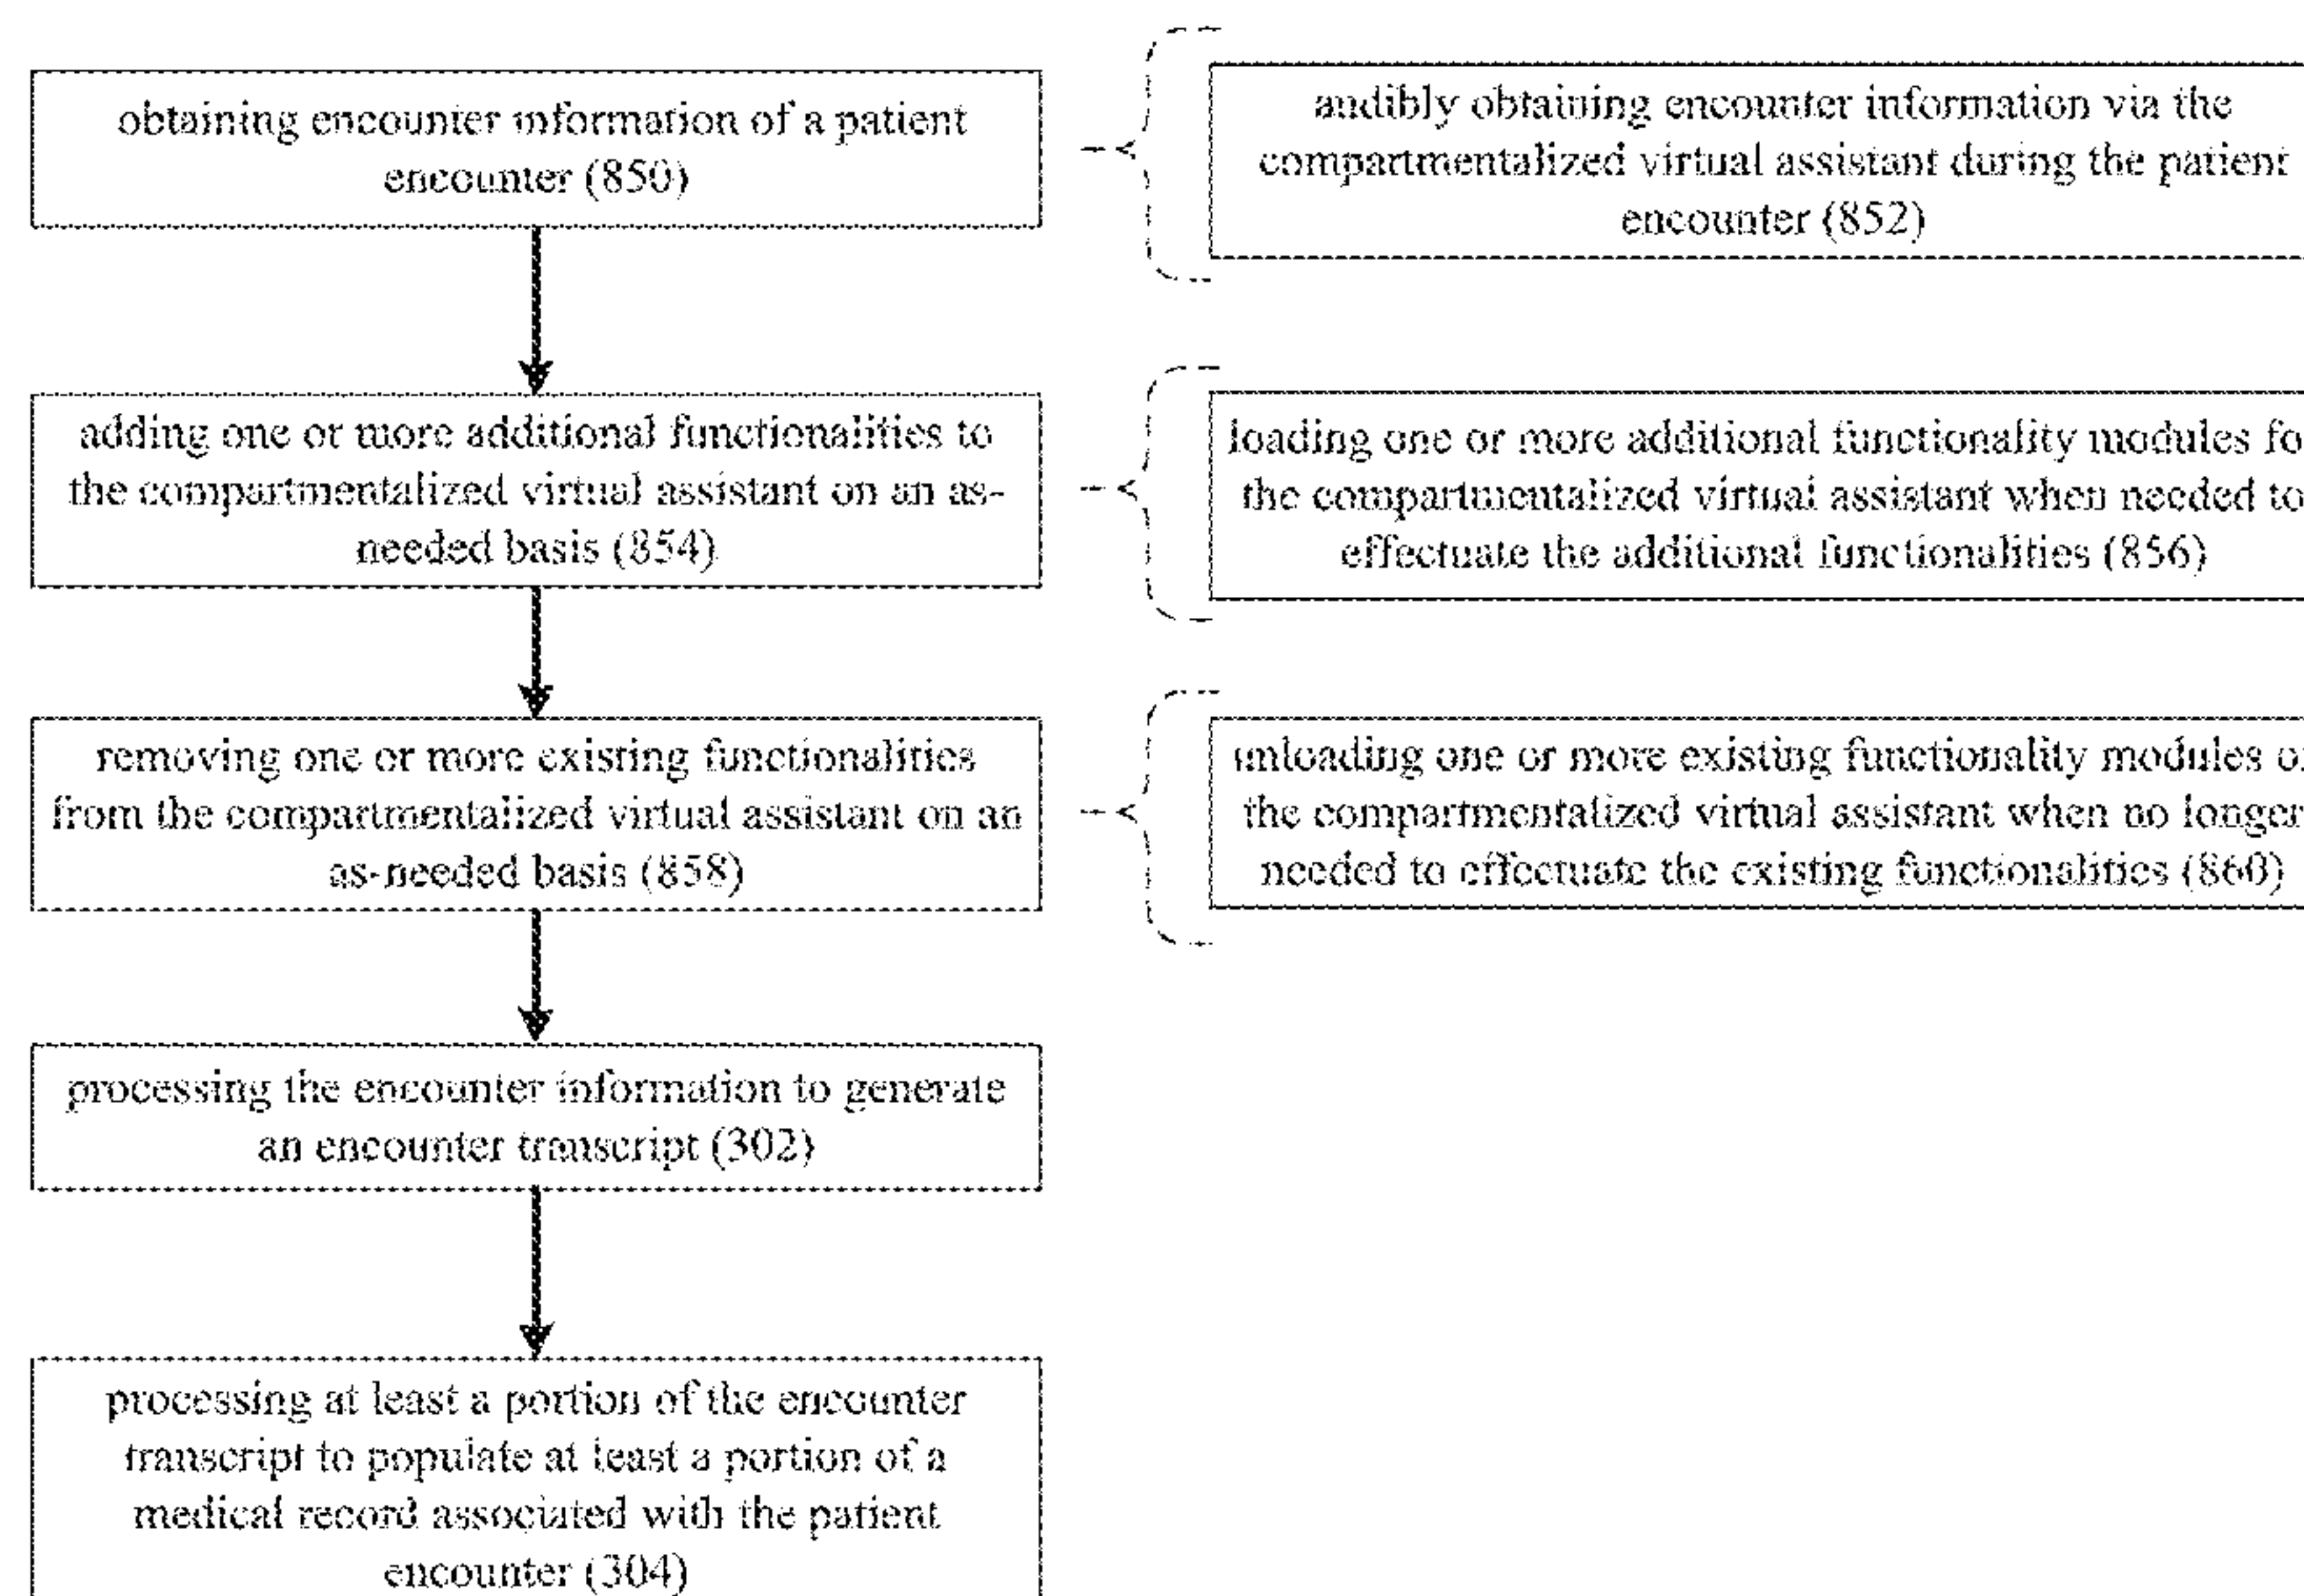 obtaining encounter information of a patient
encounter (850)
audibly obtaining encounter information via the
compartmentalized virtual assistant during the patient
encounter (852)
adding one or more additional functionalities to
the compartmentalized virtual assistant on an as-
needed basis (854)
loading one or more additional functionality modules fo
the compartmentalized virtual assistant when needed to
effectuate the additional functionalities (856)
removing one or more existing functionalities
from the compartmentalized virtual assistant on an
as-needed basis (858)
unloading one or more existing functionality modules o
the compartmentalized virtual assistant when no longer
needed to effectuate the existing functionalities (860)
processing the encounter information to generate
an encounter transcript (302)
processing at least a portion of the encounter
transcript to populate at least a portion of a
medical record associated with the patient
encounter (304)